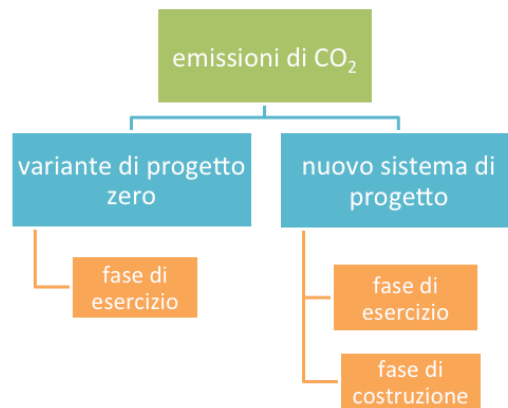 emissioni di CO₂
variante di progetto
zero
nuovo sistema di
progetto
fase di
esercizio
fase di
esercizio
fase di
costruzione